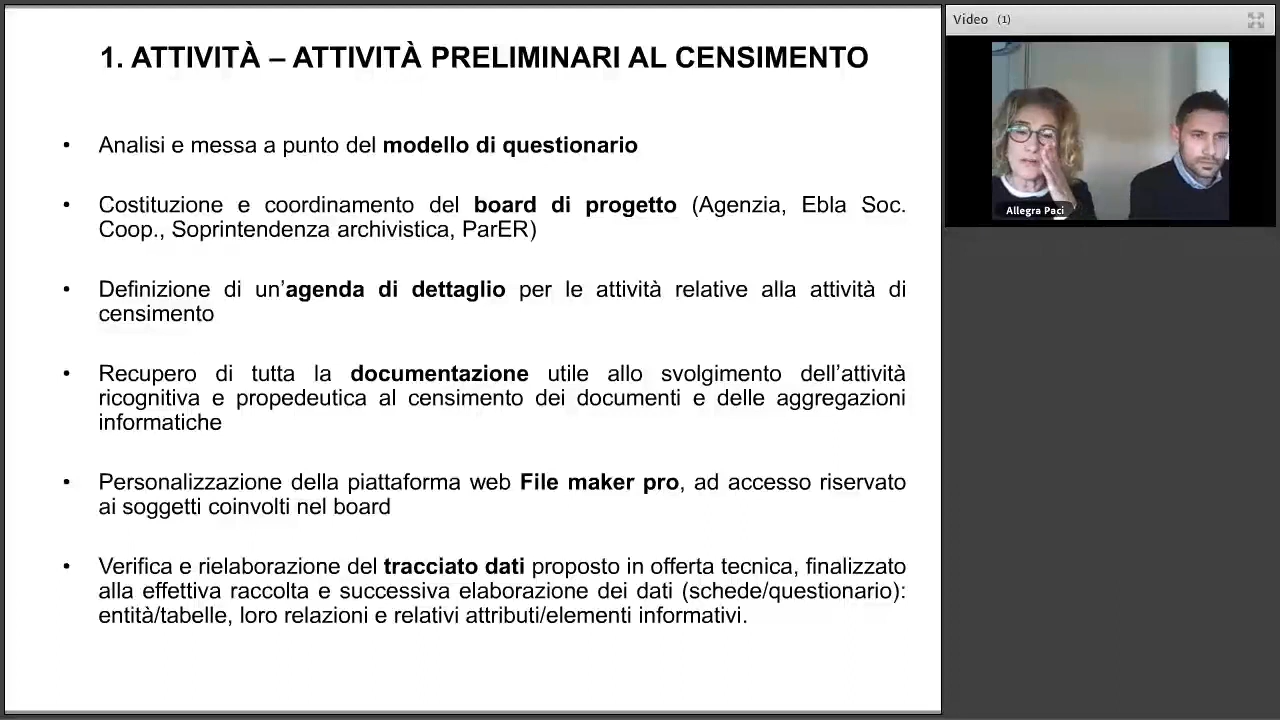 1. ATTIVITÀ – ATTIVITÀ PRELIMINARI AL CENSIMENTO
• Analisi e messa a punto del modello di questionario
• Costituzione e coordinamento del board di progetto (Agenzia, Ebla Soc.
Coop., Soprintendenza archivistica, ParER)
• Definizione di un’agenda di dettaglio per le attività relative alla attività di
censimento
• Recupero di tutta la documentazione utile allo svolgimento dell’attività
ricognitiva e propedeutica al censimento dei documenti e delle aggregazioni
informatiche
• Personalizzazione della piattaforma web File maker pro, ad accesso riservato
ai soggetti coinvolti nel board
• Verifica e rielaborazione del tracciato dati proposto in offerta tecnica, finalizzato
alla effettiva raccolta e successiva elaborazione dei dati (schede/questionario):
entità/tabelle, loro relazioni e relativi attributi/elementi informativi.
Video (1)
Allegra Paci